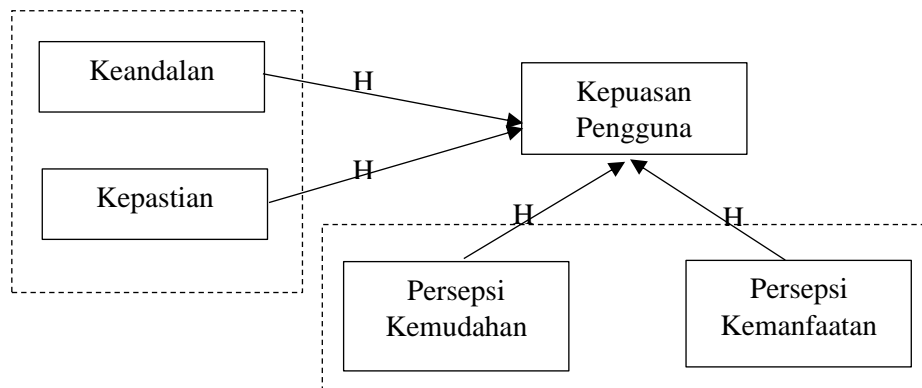 Keandalan
H
Kepuasan
Pengguna
Kepastian
H
H
H
Persepsi
Kemudahan
Persepsi
Kemanfaatan